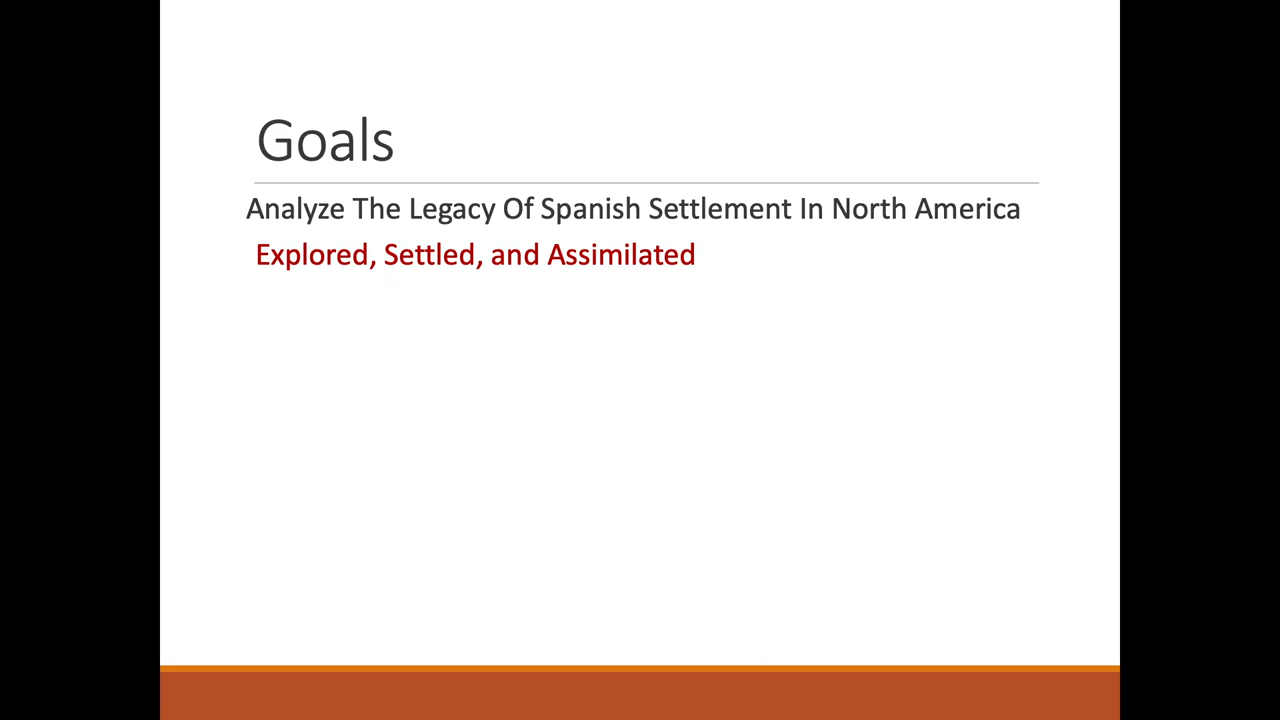 Goals
Analyze The Legacy Of Spanish Settlement In North America
Explored, Settled, and Assimilated